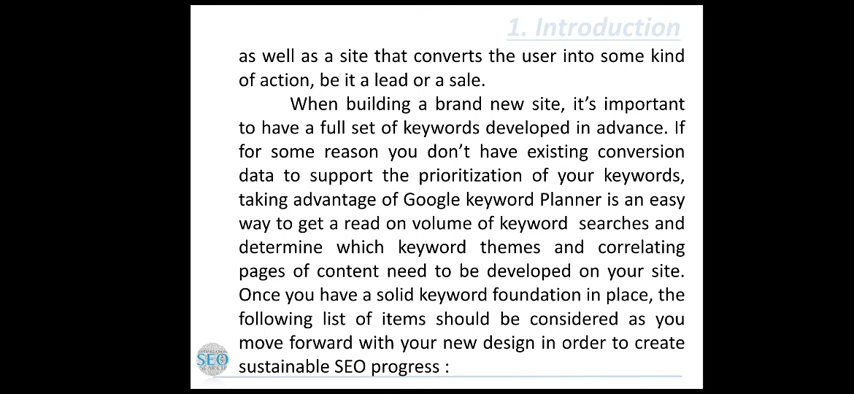 1. Introduction
as well as a site that converts the user into some kind
of action, be it a lead or a sale.
When building a brand new site, it’s important
to have a full set of keywords developed in advance. If
for some reason you don’t have existing conversion
data to support the prioritization of your keywords,
taking advantage of Google keyword Planner is an easy
way to get a read on volume of keyword searches and
determine which keyword themes and correlating
pages of content need to be developed on your site.
Once you have a solid keyword foundation in place, the
following list of items should be considered as you
move forward with your new design in order to create
SEO
sustainable SEO progress :